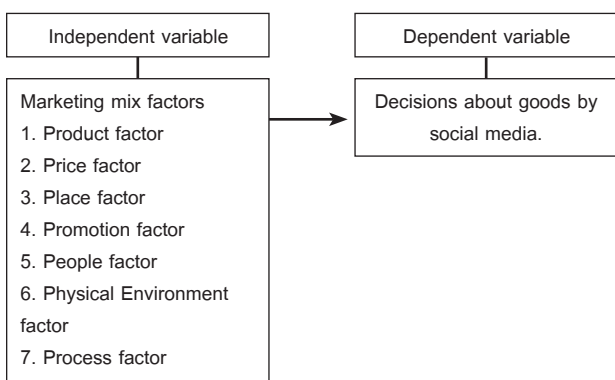 Independent variable
Dependent variable
Marketing mix factors
1. Product factor
2. Price factor
3. Place factor
4. Promotion factor
5. People factor
6. Physical Environment
factor
7. Process factor
Decisions about goods by
social media.